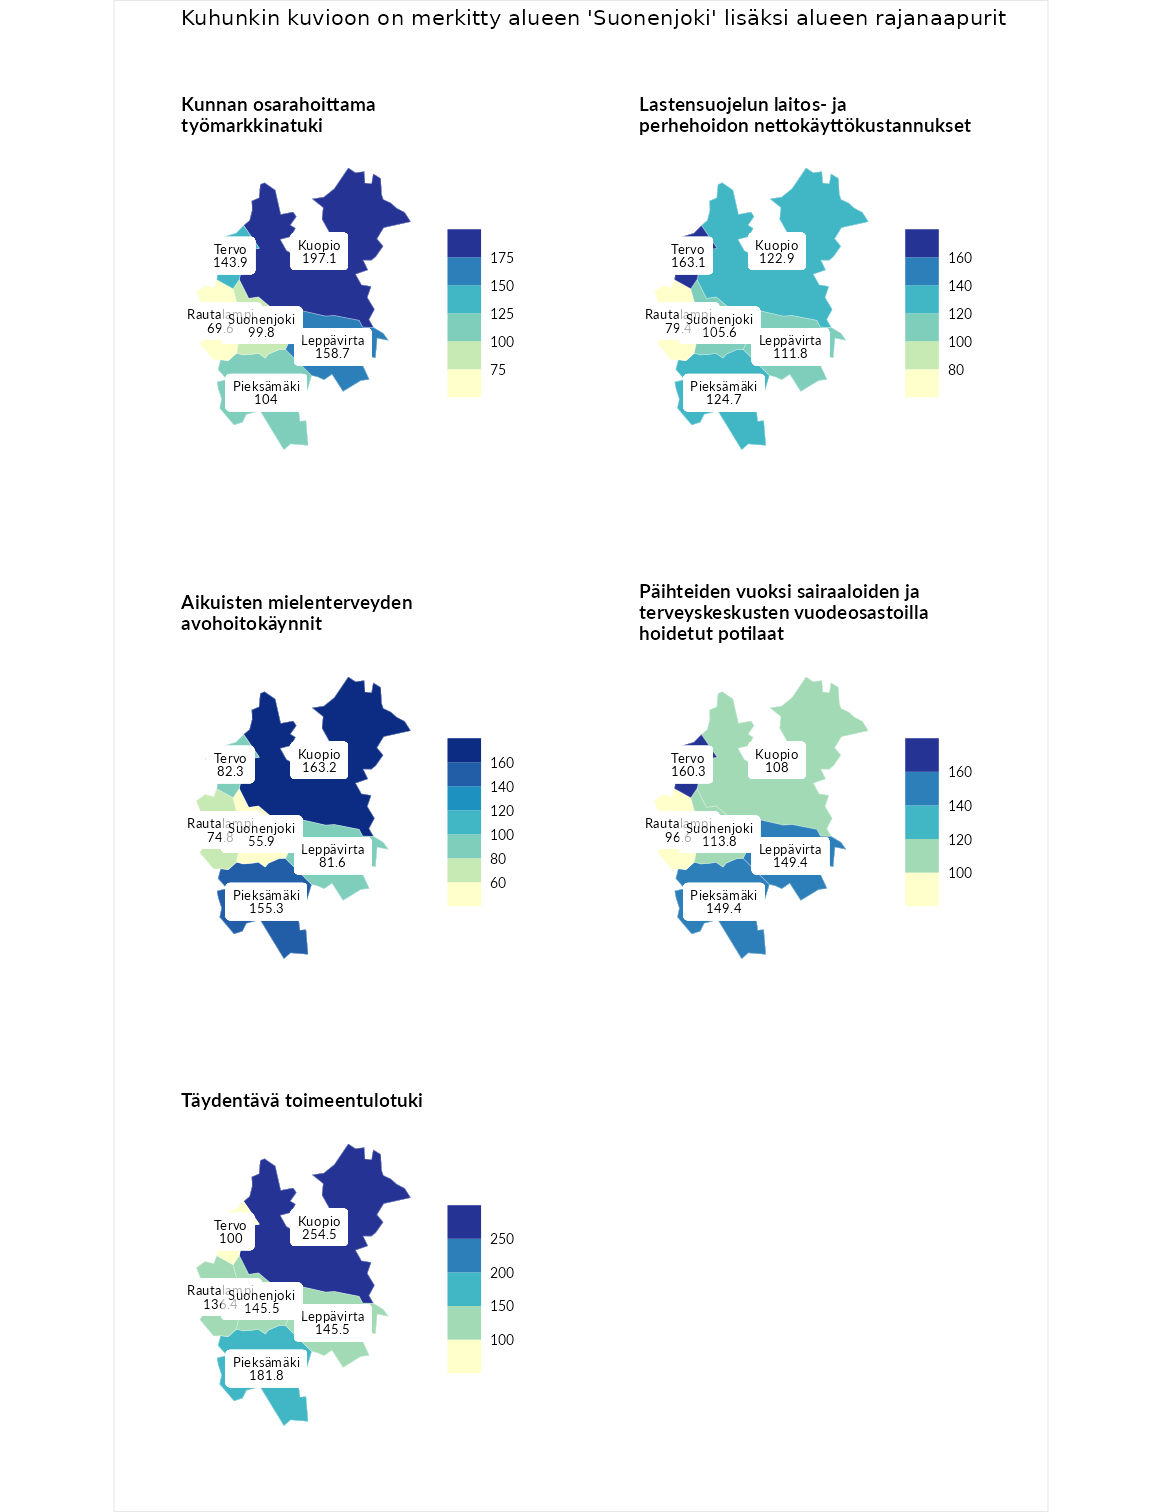 Kuhunkin kuvioon on merkitty alueen 'Suonenjoki' lisäksi alueen rajanaapurit
Kunnan osarahoittama
työmarkkinatuki
Tervo
143.9
Kuopio
197.1
Rautalampi
69.6
Suonenjoki
99.8
Leppävirta
158.7
Pieksämäki
104
175
150
125
100
75
Lastensuojelun laitos- ja
perhehoidon nettokäyttökustannukset
Tervo
163.1
Kuopio
122.9
Rautalampi
79.4
Suonenjoki
105.6
Leppävirta
111.8
Pieksämäki
124.7
160
140
120
100
80
Aikuisten mielenterveyden
avohoitokäynnit
Tervo
82.3
Kuopio
163.2
Rautalampi
74.8
Suonenjoki
55.9
Leppävirta
81.6
Pieksämäki
155.3
160
140
120
100
80
60
Päihteiden vuoksi sairaaloiden ja
terveyskeskusten vuodeosastoilla
hoidetut potilaat
Tervo
160.3
Kuopio
108
Rautalampi
96.6
Suonenjoki
113.8
Leppävirta
149.4
Pieksämäki
149.4
160
140
120
100
Täydentävä toimeentulotuki
Tervo
100
Kuopio
254.5
Rautalampi
136.4
Suonenjoki
145.5
Leppävirta
145.5
Pieksämäki
181.8
250
200
150
100